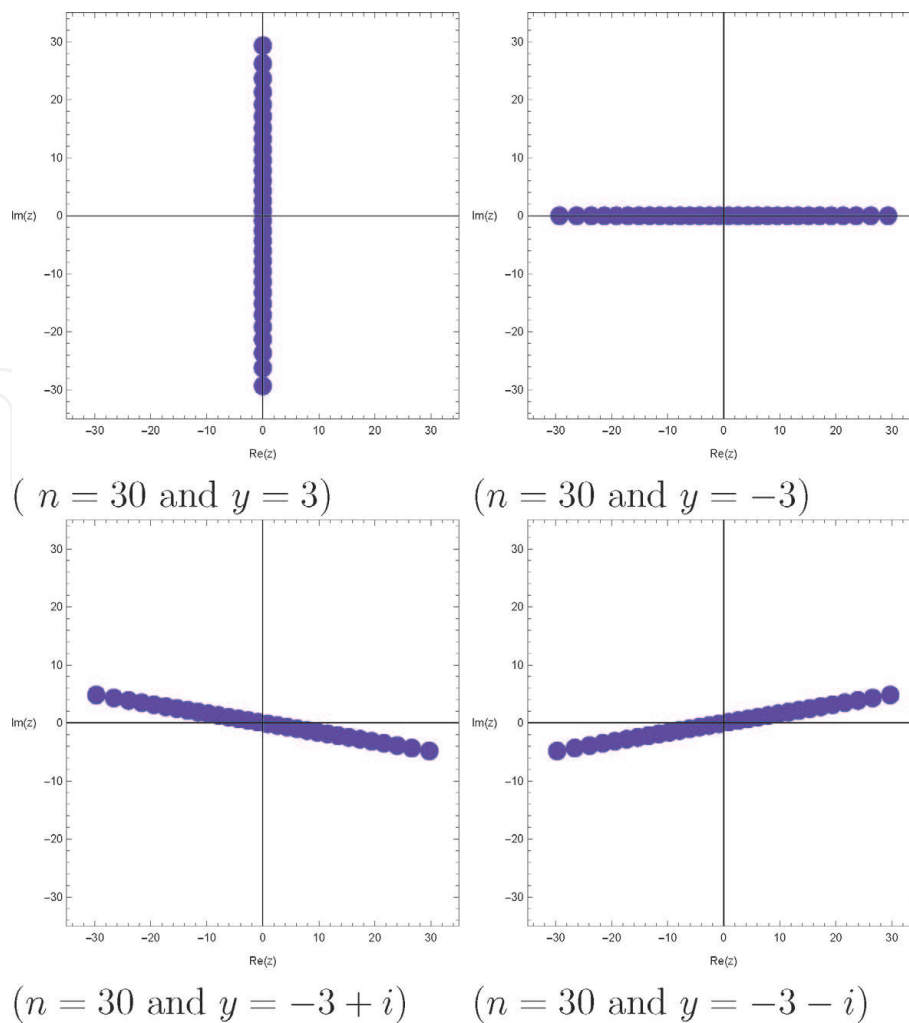 30
20
10
Im(z) 0
−10
−20
−30
−30 −20 −10 0 10 20 30
Re(z)
30
20
10
Im(z) 0
−10
−20
−30
−30 −20 −10 0 10 20 30
Re(z)
( n = 30 and y = 3)
(n = 30 and y = −3)
30
20
10
Im(z) 0
−10
−20
−30
−30 −20 −10 0 10 20 30
Re(z)
30
20
10
Im(z) 0
−10
−20
−30
−30 −20 −10 0 10 20 30
Re(z)
(n = 30 and y = −3 + i)
(n = 30 and y = −3 − i)